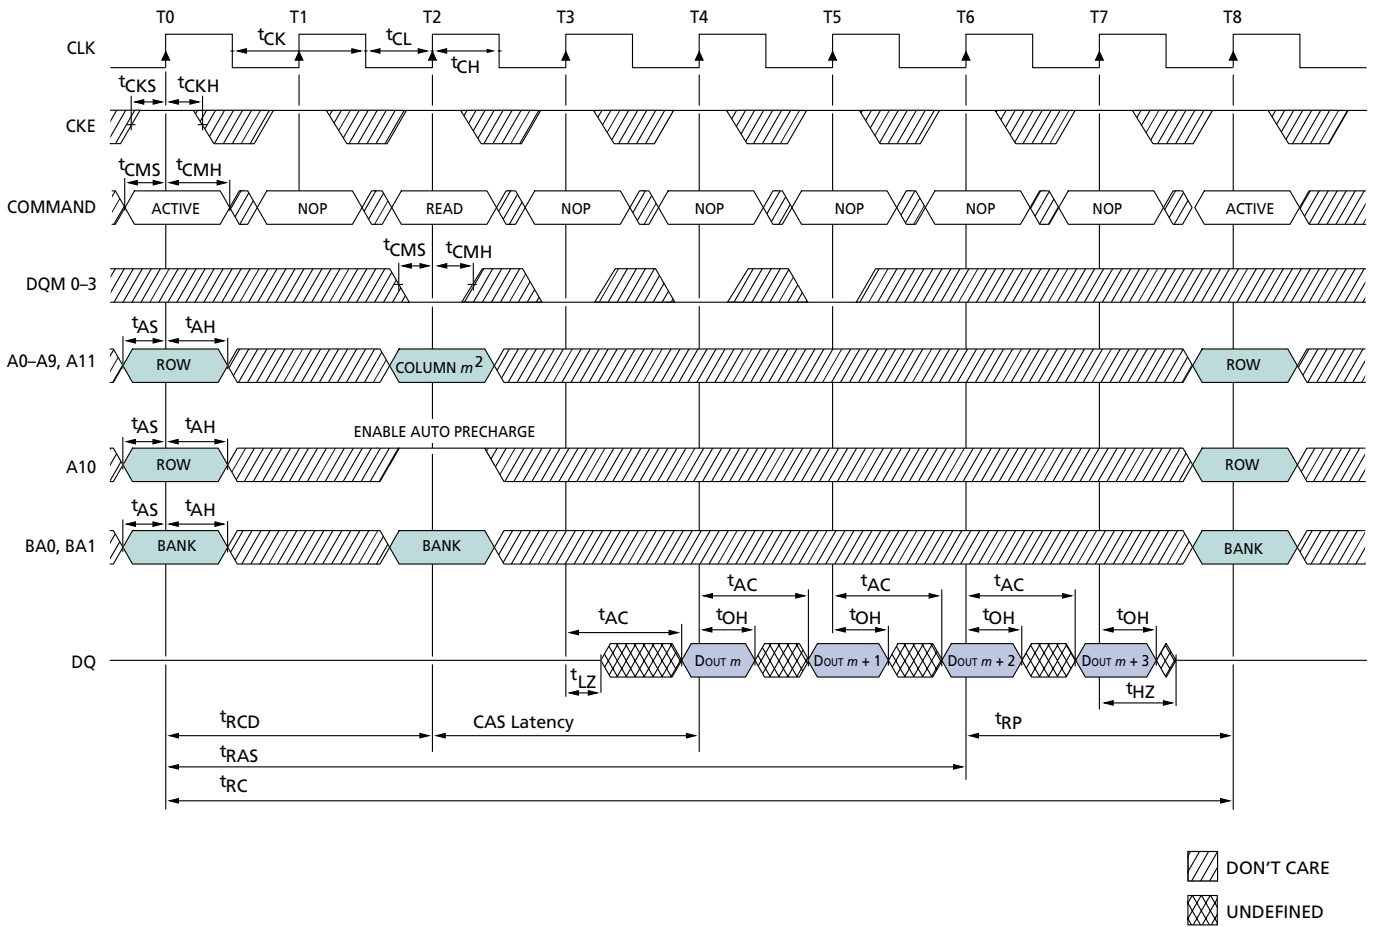 T0 T1 T2 T3 T4 T5 T6 T7 T8
CLK
tCK tCL
tCH
tCKS tCKH
CKE
tCMS tCMH
COMMAND ACTIVE NOP READ NOP NOP NOP NOP NOP ACTIVE
tCMS tCMH
DQM 0–3
tAS tAH
A0–A9, A11 ROW COLUMN m2 ROW
tAS tAH ENABLE AUTO PRECHARGE
A10 ROW ROW
tAS tAH
BA0, BA1 BANK BANK BANK
tAC tAC tAC
tAC tOH tOH tOH tOH
DQ DOUT m DOUT m + 1 DOUT m + 2 DOUT m + 3
tLZ tHZ
tRCD CAS Latency tRP
tRAS
tRC
DON'T CARE
UNDEFINED